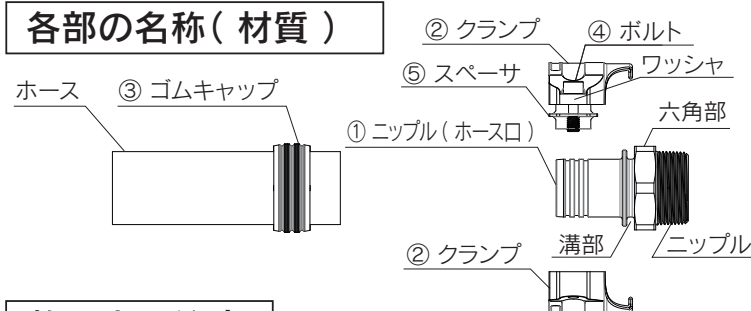 各部の名称( 材質 )
② クランプ
④ ボルト
⑤ スペーサ
ワッシャ
ホース
③ ゴムキャップ
① ニップル ( ホース口 )
六角部
溝部
ニップル
② クランプ